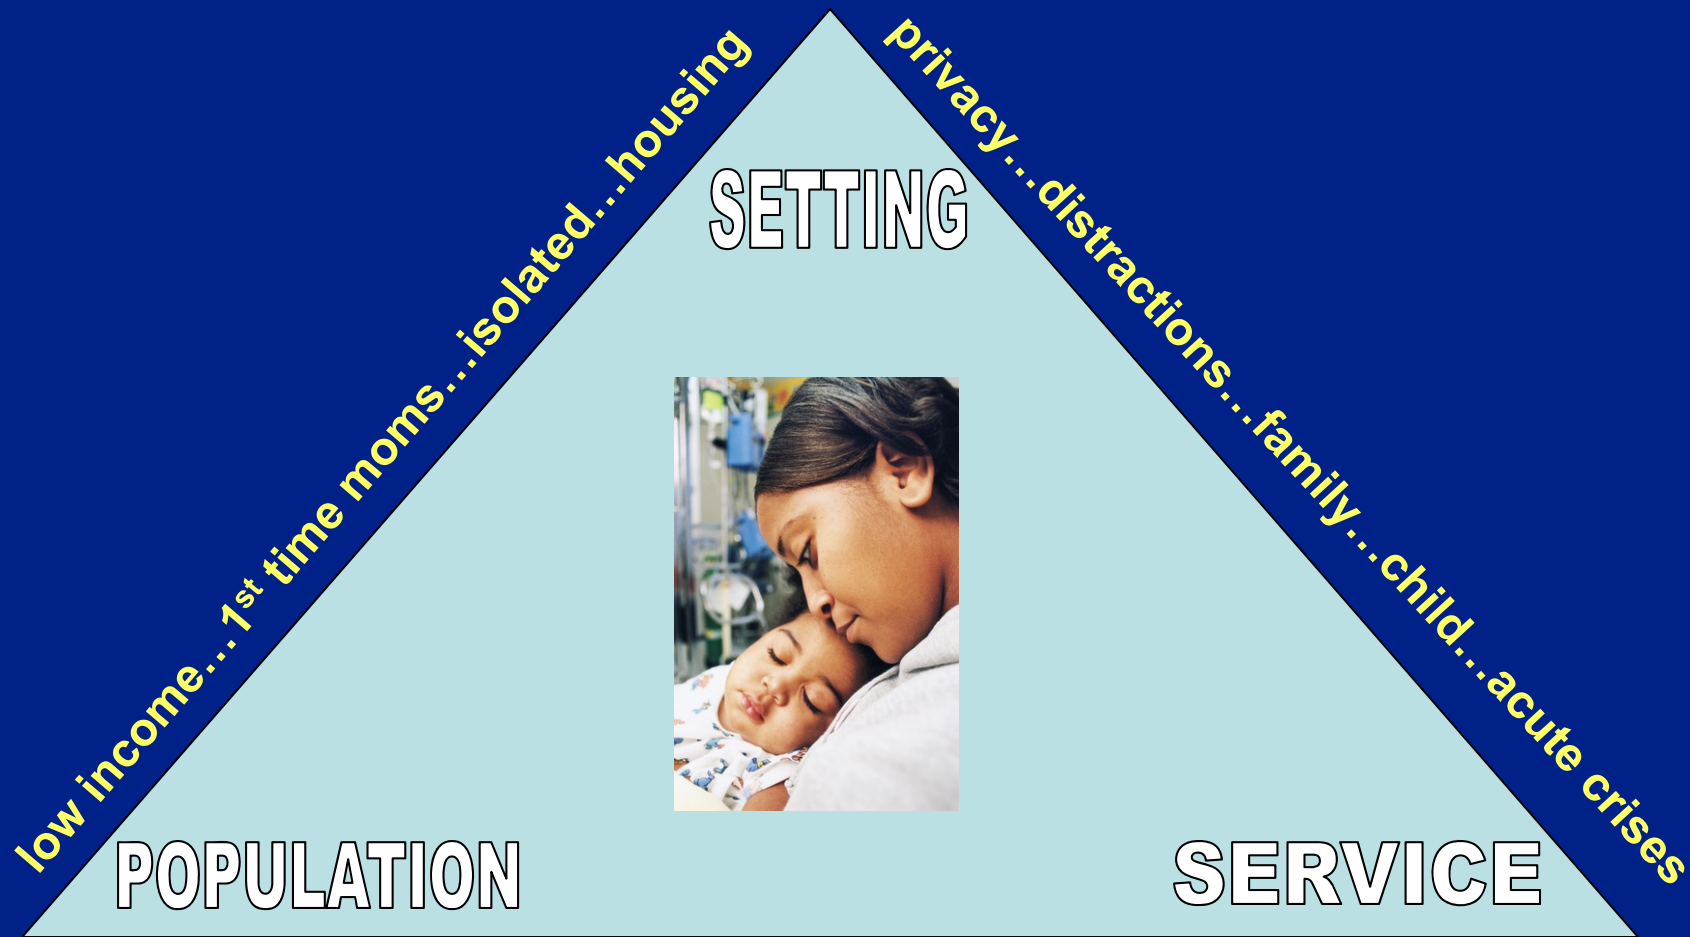 low income…1st time moms…isolated…housing
privacy…distractions…family…child…acute crises
SETTING
POPULATION
SERVICE